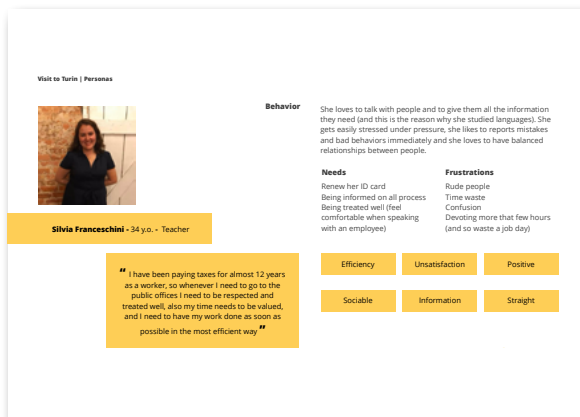 Visit to Turin | Personas
Behavior
She loves to talk with people and to give them all the information
they need (and this is the reason why she studied languages). She
gets easily stressed under pressure, she likes to reports mistakes
and bad behaviors immediately and she loves to have balanced
relationships between people.
Needs
Renew her ID card
Being informed on all process
Being treated well (feel
comfortable when speaking
with an employee)
Frustrations
Rude people
Time waste
Confusion
Devoting more that few hours
(and so waste a job day)
Silvia Franceschini - 34 y.o. - Teacher
“ I have been paying taxes for almost 12 years
as a worker, so whenever I need to go to the
public offices I need to be respected and
treated well, also my time needs to be valued,
and I need to have my work done as soon as
possible in the most efficient way ”
Efficiency
Unsatisfaction
Positive
Sociable
Information
Straight